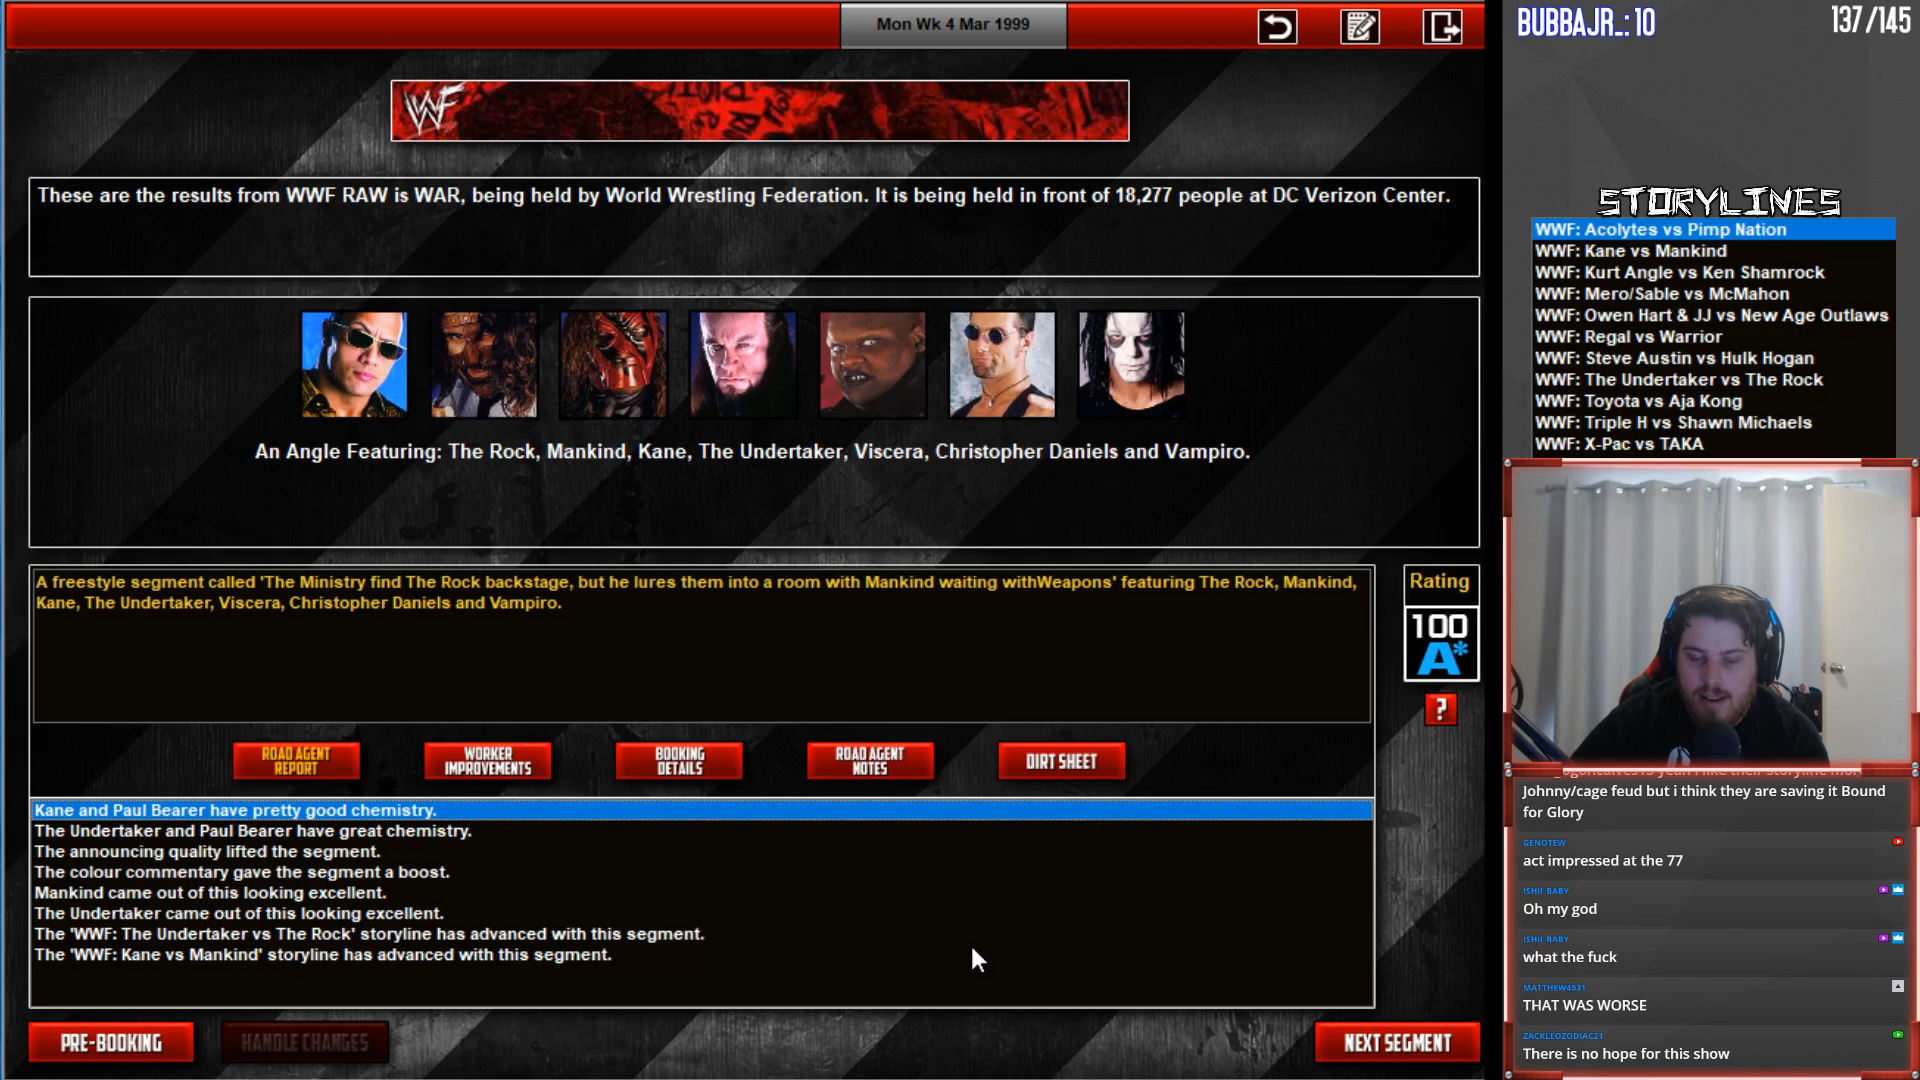 Mon Wk 4 Mar 1999
BUBBAJR_: 10
137/145
WWF
These are the results from WWF RAW is WAR, being held by World Wrestling Federation. It is being held in front of 18,277 people at DC Verizon Center.
STORYLINES
WWF: Acolytes vs Pimp Nation
WWF: Kane vs Mankind
WWF: Kurt Angle vs Ken Shamrock
WWF: Mero/Sable vs McMahon
WWF: Owen Hart & JJ vs New Age Outlaws
WWF: Regal vs Warrior
WWF: Steve Austin vs Hulk Hogan
WWF: The Undertaker vs The Rock
WWF: Toyota vs Aja Kong
WWF: Triple H vs Shawn Michaels
WWF: X-Pac vs TAKA
An Angle Featuring: The Rock, Mankind, Kane, The Undertaker, Viscera, Christopher Daniels and Vampiro.
A freestyle segment called 'The Ministry find The Rock backstage, but he lures them into a room with Mankind waiting withWeapons' featuring The Rock, Mankind,
Kane, The Undertaker, Viscera, Christopher Daniels and Vampiro.
Rating
100
A*
?
ROAD AGENT
REPORT
WORKER
IMPROVEMENTS
BOOKING
DETAILS
ROAD AGENT
NOTES
DIRT SHEET
Kane and Paul Bearer have pretty good chemistry.
The Undertaker and Paul Bearer have great chemistry.
The announcing quality lifted the segment.
The colour commentary gave the segment a boost.
Mankind came out of this looking excellent.
The Undertaker came out of this looking excellent.
The 'WWF: The Undertaker vs The Rock' storyline has advanced with this segment.
The 'WWF: Kane vs Mankind' storyline has advanced with this segment.
PRE-BOOKING
HANDLE CHANGES
NEXT SEGMENT
Johnny/cage feud but i think they are saving it Bound
for Glory
GENOTEW
act impressed at the 77
ISHII_BABY
Oh my god
ISHII_BABY
what the fuck
MATTHEW4531
THAT WAS WORSE
ZACKLEOZODIAC21
There is no hope for this show